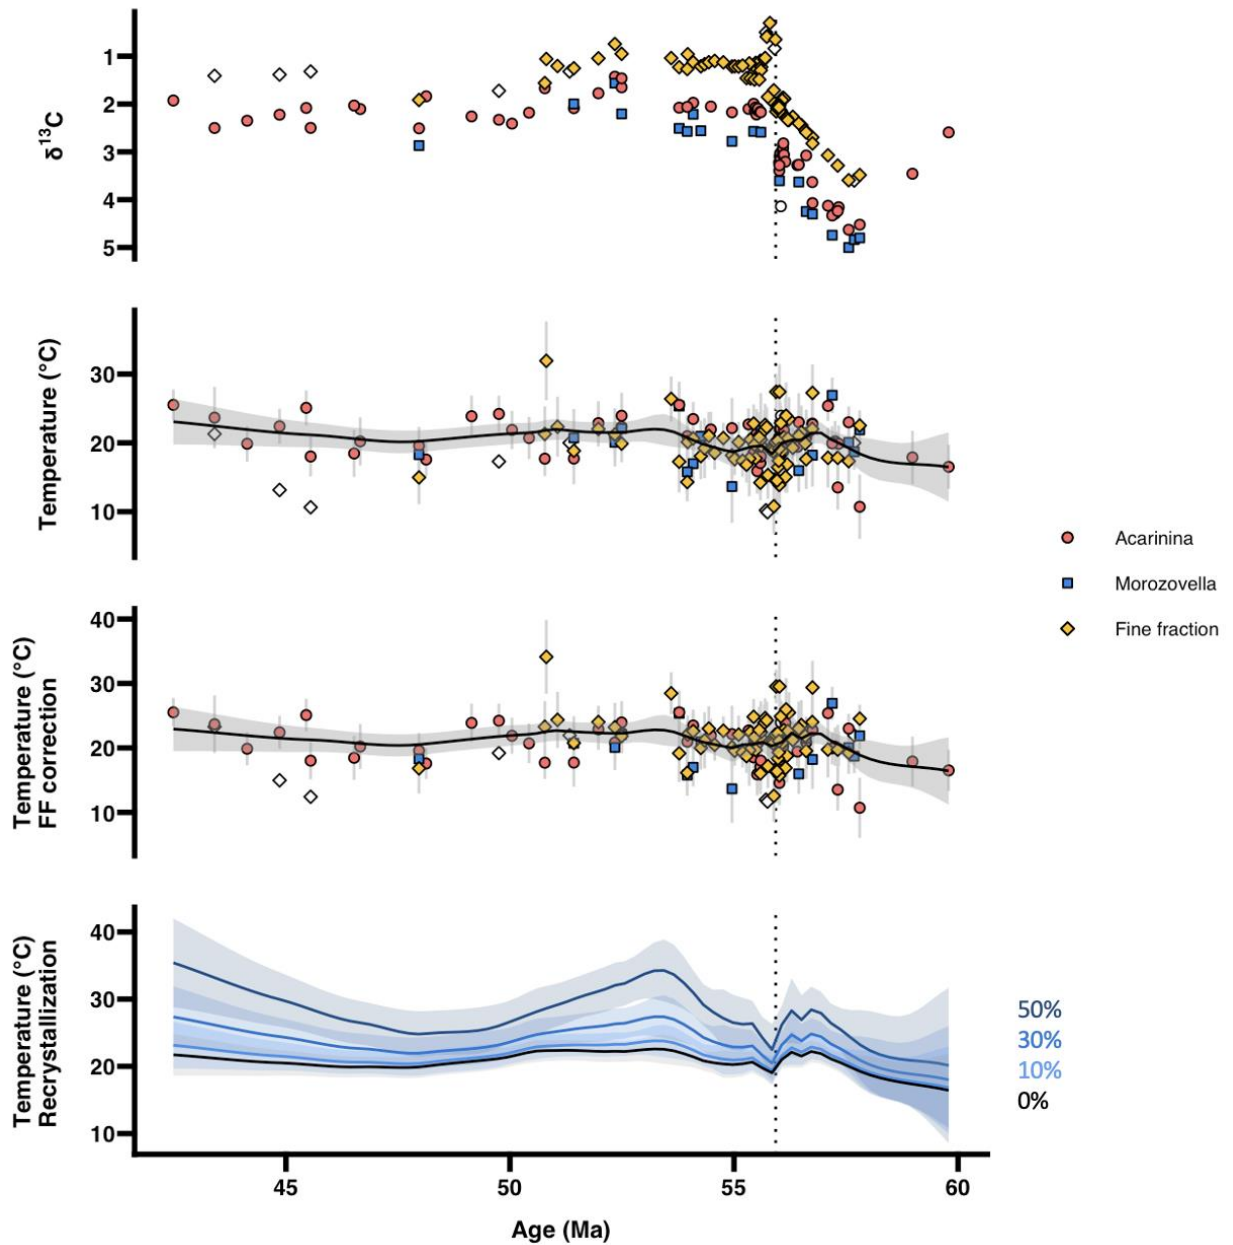 δ¹³C
1
2
3
4
5
Temperature (°C)
30
20
10
Temperature (°C)
FF correction
40
30
20
10
Acarinina
Morozovella
Fine fraction
Temperature (°C)
Recrystallization
40
30
20
10
50%
30%
10%
0%
45
50
55
60
Age (Ma)